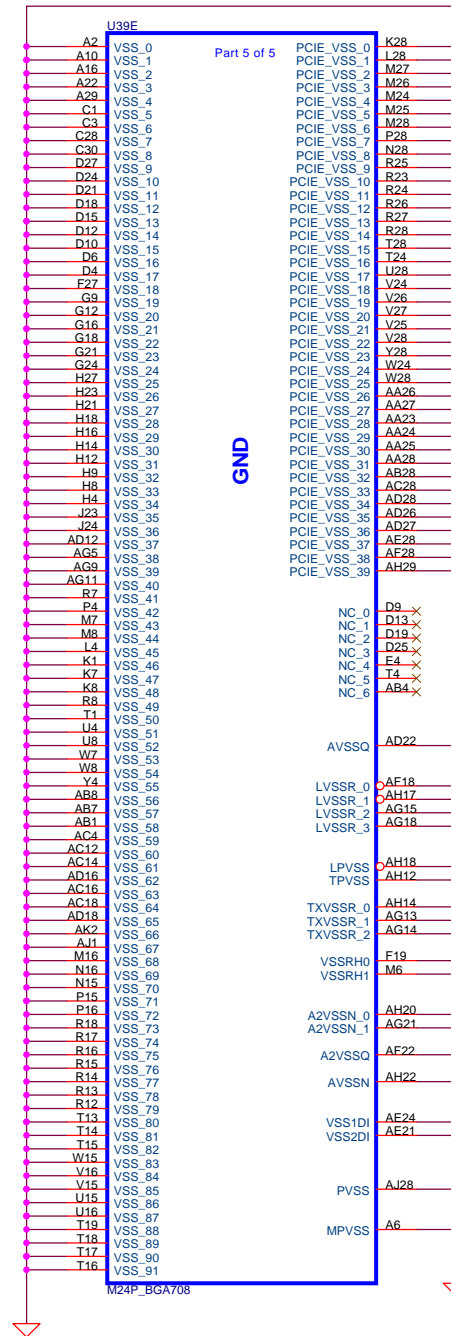 U39E
Part 5 of 5
A2 VSS_0
A10 VSS_1
A16 VSS_2
A22 VSS_3
A29 VSS_4
C1 VSS_5
C3 VSS_6
C28 VSS_7
C30 VSS_8
D27 VSS_9
D24 VSS_10
D21 VSS_11
D18 VSS_12
D15 VSS_13
D12 VSS_14
D10 VSS_15
D6 VSS_16
D4 VSS_17
F27 VSS_18
G9 VSS_19
G12 VSS_20
G16 VSS_21
G18 VSS_22
G21 VSS_23
G24 VSS_24
H27 VSS_25
H23 VSS_26
H21 VSS_27
H18 VSS_28
H16 VSS_29
H14 VSS_30
H12 VSS_31
H9 VSS_32
H8 VSS_33
H4 VSS_34
J23 VSS_35
J24 VSS_36
AD12 VSS_37
AG5 VSS_38
AG9 VSS_39
AG11 VSS_40
R7 VSS_41
P4 VSS_42
M7 VSS_43
M8 VSS_44
L4 VSS_45
K1 VSS_46
K7 VSS_47
K8 VSS_48
R8 VSS_49
T1 VSS_50
U4 VSS_51
U8 VSS_52
W7 VSS_53
W8 VSS_54
Y4 VSS_55
AB8 VSS_56
AB7 VSS_57
AB1 VSS_58
AC4 VSS_59
AC12 VSS_60
AC14 VSS_61
AD16 VSS_62
AC16 VSS_63
AC18 VSS_64
AD18 VSS_65
AK2 VSS_66
AJ1 VSS_67
M16 VSS_68
N16 VSS_69
N15 VSS_70
P15 VSS_71
P16 VSS_72
R18 VSS_73
R17 VSS_74
R16 VSS_75
R15 VSS_76
R14 VSS_77
R13 VSS_78
R12 VSS_79
T13 VSS_80
T14 VSS_81
T15 VSS_82
W15 VSS_83
V16 VSS_84
V15 VSS_85
U15 VSS_86
U16 VSS_87
T19 VSS_88
T18 VSS_89
T17 VSS_90
T16 VSS_91
GND
PCIE_VSS_0 K28
PCIE_VSS_1 L28
PCIE_VSS_2 M27
PCIE_VSS_3 M26
PCIE_VSS_4 M24
PCIE_VSS_5 M25
PCIE_VSS_6 M28
PCIE_VSS_7 P28
PCIE_VSS_8 N28
PCIE_VSS_9 R25
PCIE_VSS_10 R23
PCIE_VSS_11 R24
PCIE_VSS_12 R26
PCIE_VSS_13 R27
PCIE_VSS_14 R28
PCIE_VSS_15 T28
PCIE_VSS_16 T24
PCIE_VSS_17 U28
PCIE_VSS_18 V24
PCIE_VSS_19 V26
PCIE_VSS_20 V27
PCIE_VSS_21 V25
PCIE_VSS_22 V28
PCIE_VSS_23 Y28
PCIE_VSS_24 W24
PCIE_VSS_25 W28
PCIE_VSS_26 AA26
PCIE_VSS_27 AA27
PCIE_VSS_28 AA23
PCIE_VSS_29 AA24
PCIE_VSS_30 AA25
PCIE_VSS_31 AA28
PCIE_VSS_32 AB28
PCIE_VSS_33 AC28
PCIE_VSS_34 AD28
PCIE_VSS_35 AD26
PCIE_VSS_36 AD27
PCIE_VSS_37 AE28
PCIE_VSS_38 AF28
PCIE_VSS_39 AH29
NC_0 D9
NC_1 D13
NC_2 D19
NC_3 D25
NC_4 E4
NC_5 T4
NC_6 AB4
AVSSQ AD22
LVSSR_0 AF18
LVSSR_1 AH17
LVSSR_2 AG15
LVSSR_3 AG18
LPVSS AH18
TPVSS AH12
TXVSSR_0 AH14
TXVSSR_1 AG13
TXVSSR_2 AG14
VSSRH0 F19
VSSRH1 M6
A2VSSN_0 AH20
A2VSSN_1 AG21
A2VSSQ AF22
AVSSN AH22
VSS1DI AE24
VSS2DI AE21
PVSS AJ28
MPVSS A6
M24P_BGA708